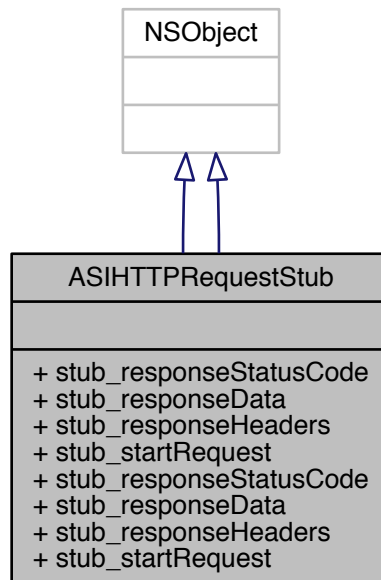 NSObject
ASIHTTPRequestStub
+ stub_responseStatusCode
+ stub_responseData
+ stub_responseHeaders
+ stub_startRequest
+ stub_responseStatusCode
+ stub_responseData
+ stub_responseHeaders
+ stub_startRequest